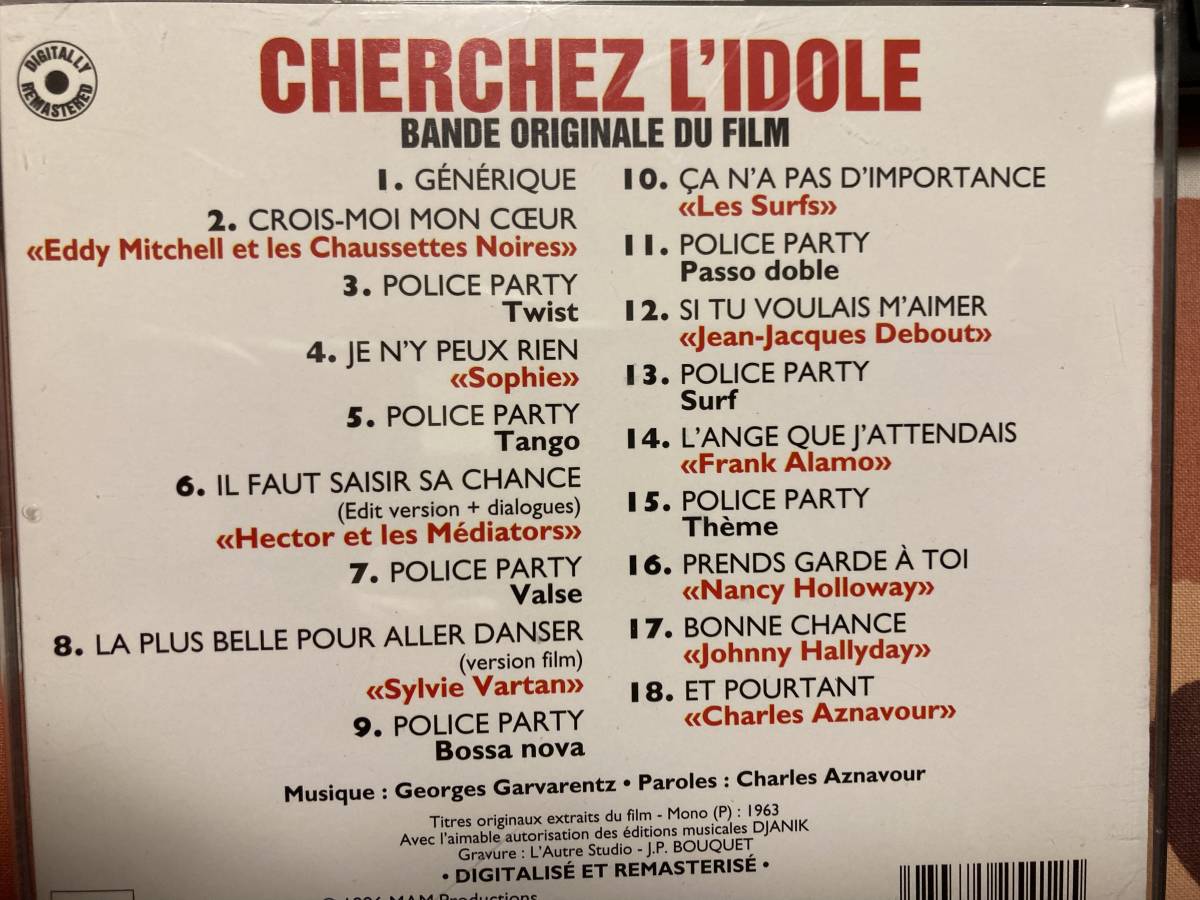 DIGITALLY REMASTERED
CHERCHEZ L'IDOLE
BANDE ORIGINALE DU FILM
1. GÉNÉRIQUE
2. CROIS-MOI MON CŒUR
«Eddy Mitchell et les Chaussettes Noires»
3. POLICE PARTY
Twist
4. JE N'Y PEUX RIEN
«Sophie»
5. POLICE PARTY
Tango
6. IL FAUT SAISIR SA CHANCE
(Edit version + dialogues)
«Hector et les Médiators»
7. POLICE PARTY
Valse
8. LA PLUS BELLE POUR ALLER DANSER
(version film)
«Sylvie Vartan»
9. POLICE PARTY
Bossa nova
10. ÇA N'A PAS D'IMPORTANCE
«Les Surfs»
11. POLICE PARTY
Passo doble
12. SI TU VOULAIS M'AIMER
«Jean-Jacques Debout»
13. POLICE PARTY
Surf
14. L'ANGE QUE J'ATTENDAIS
«Frank Alamo»
15. POLICE PARTY
Thème
16. PRENDS GARDE À TOI
«Nancy Holloway»
17. BONNE CHANCE
«Johnny Hallyday»
18. ET POURTANT
«Charles Aznavour»
Musique : Georges Garvarentz • Paroles : Charles Aznavour
Titres originaux extraits du film - Mono (P) : 1963
Avec l'aimable autorisation des éditions musicales DJANIK
Gravure : L'Autre Studio - J.P. BOUQUET
• DIGITALISÉ ET REMASTERISÉ •
MAM Productions